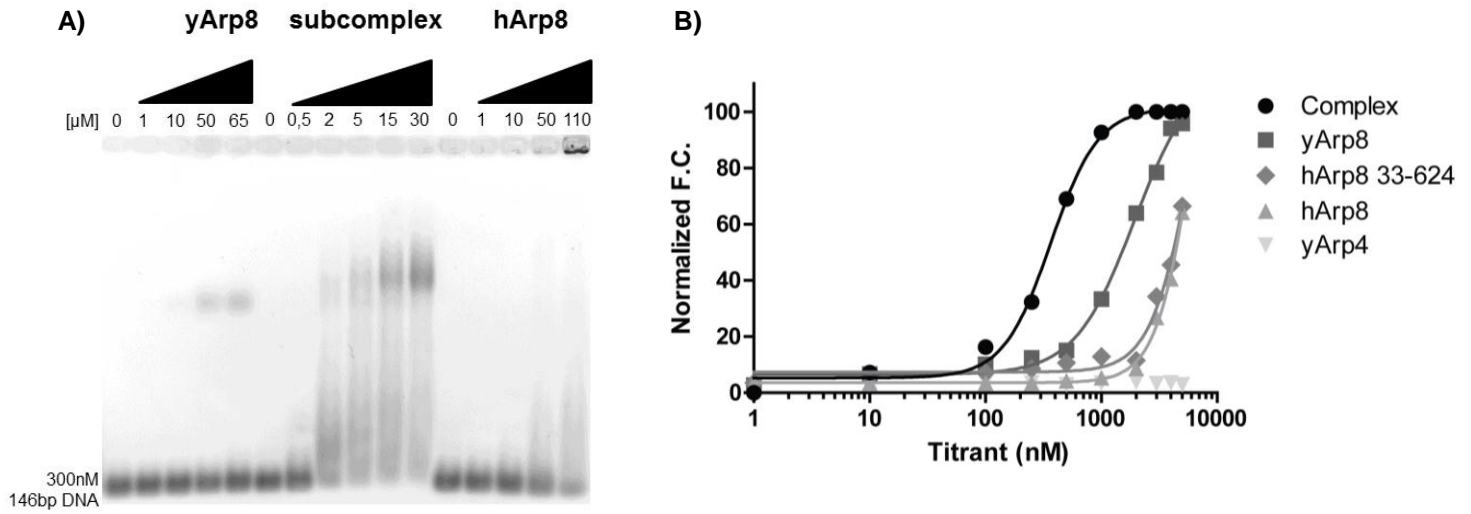 A)
yArp8 subcomplex hArp8
[µM] 0 1 10 50 65 0 0,5 2 5 15 30 0 1 10 50 110
300nM
146bp DNA
B)
Normalized F.C.
100
80
60
40
20
0
1 10 100 1000 10000
Titrant (nM)
Complex
yArp8
hArp8 33-624
hArp8
yArp4